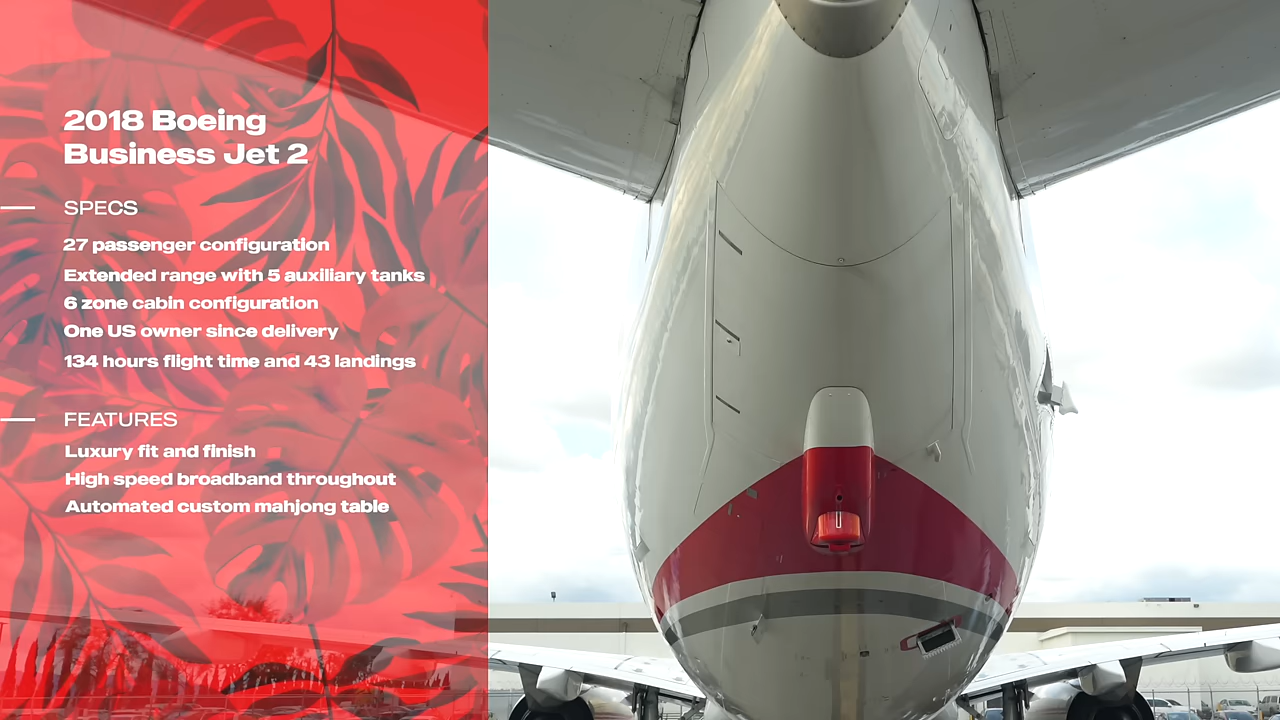 2018 Boeing
Business Jet 2
SPECS
27 passenger configuration
Extended range with 5 auxiliary tanks
6 zone cabin configuration
One US owner since delivery
134 hours flight time and 43 landings
FEATURES
Luxury fit and finish
High speed broadband throughout
Automated custom mahjong table